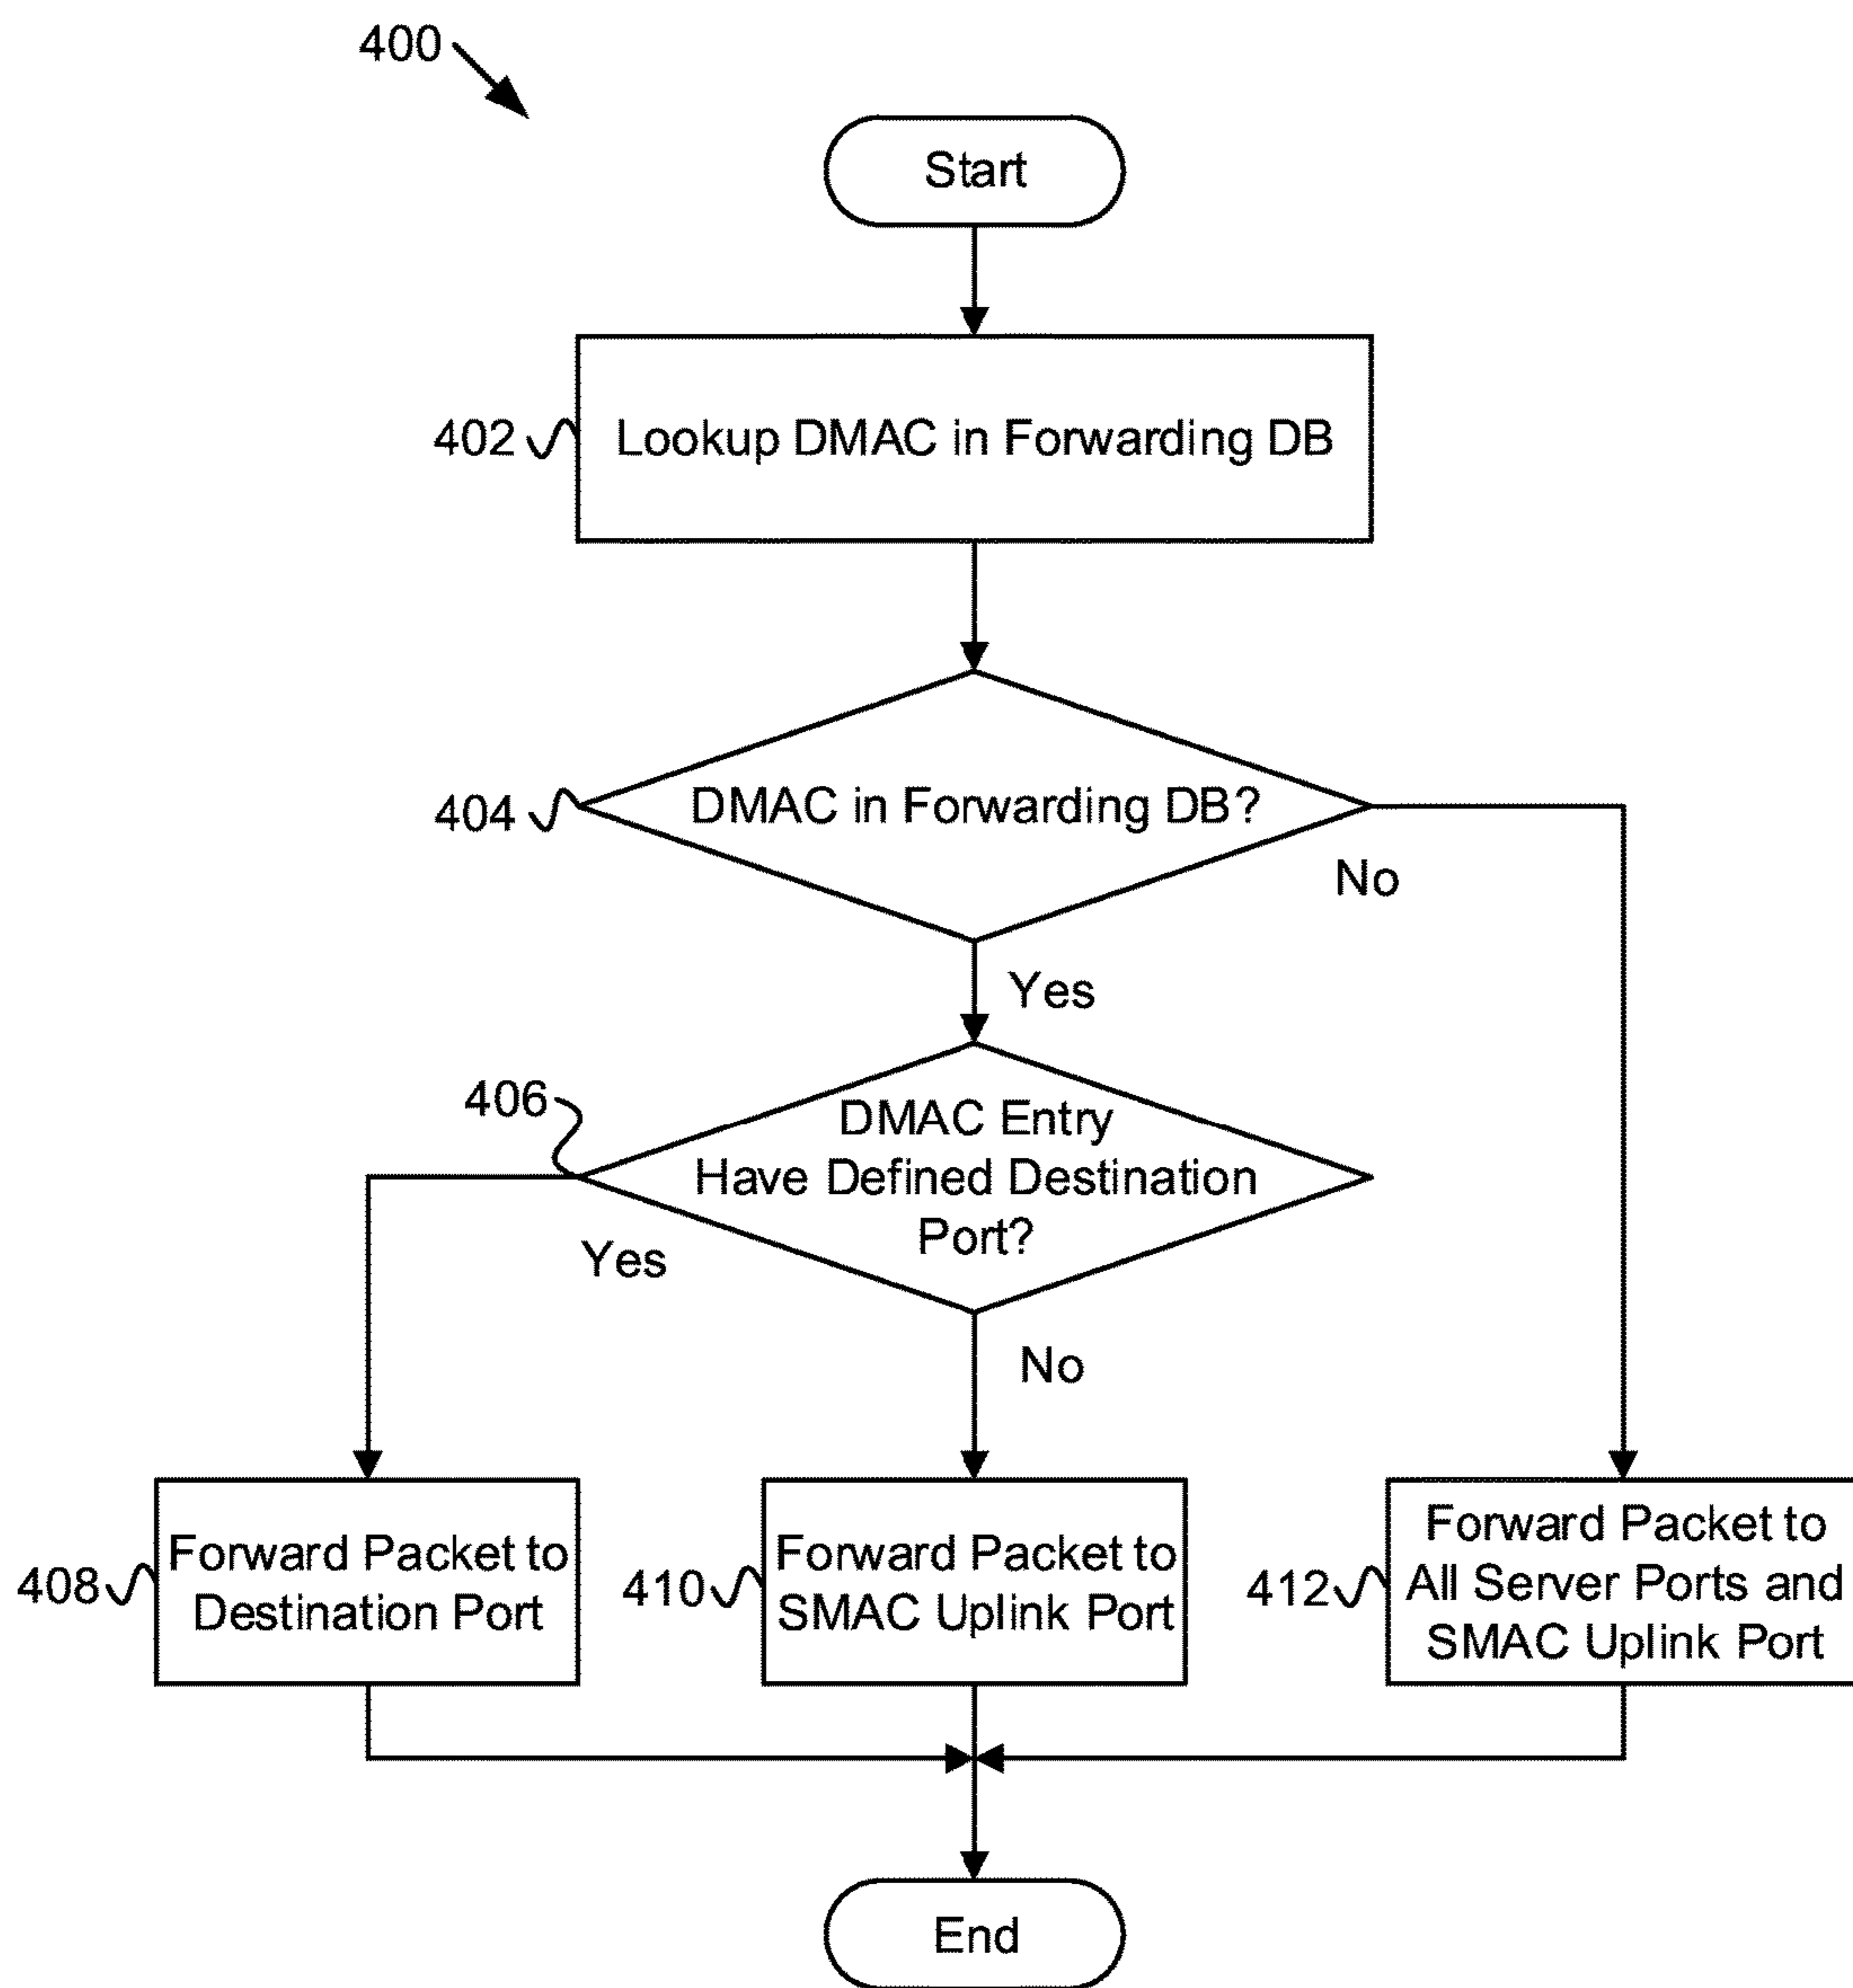 400
Start
402
Lookup DMAC in Forwarding DB
404
DMAC in Forwarding DB?
No
Yes
406
DMAC Entry
Have Defined Destination
Port?
Yes
No
408
Forward Packet to
Destination Port
410
Forward Packet to
SMAC Uplink Port
412
Forward Packet to
All Server Ports and
SMAC Uplink Port
End